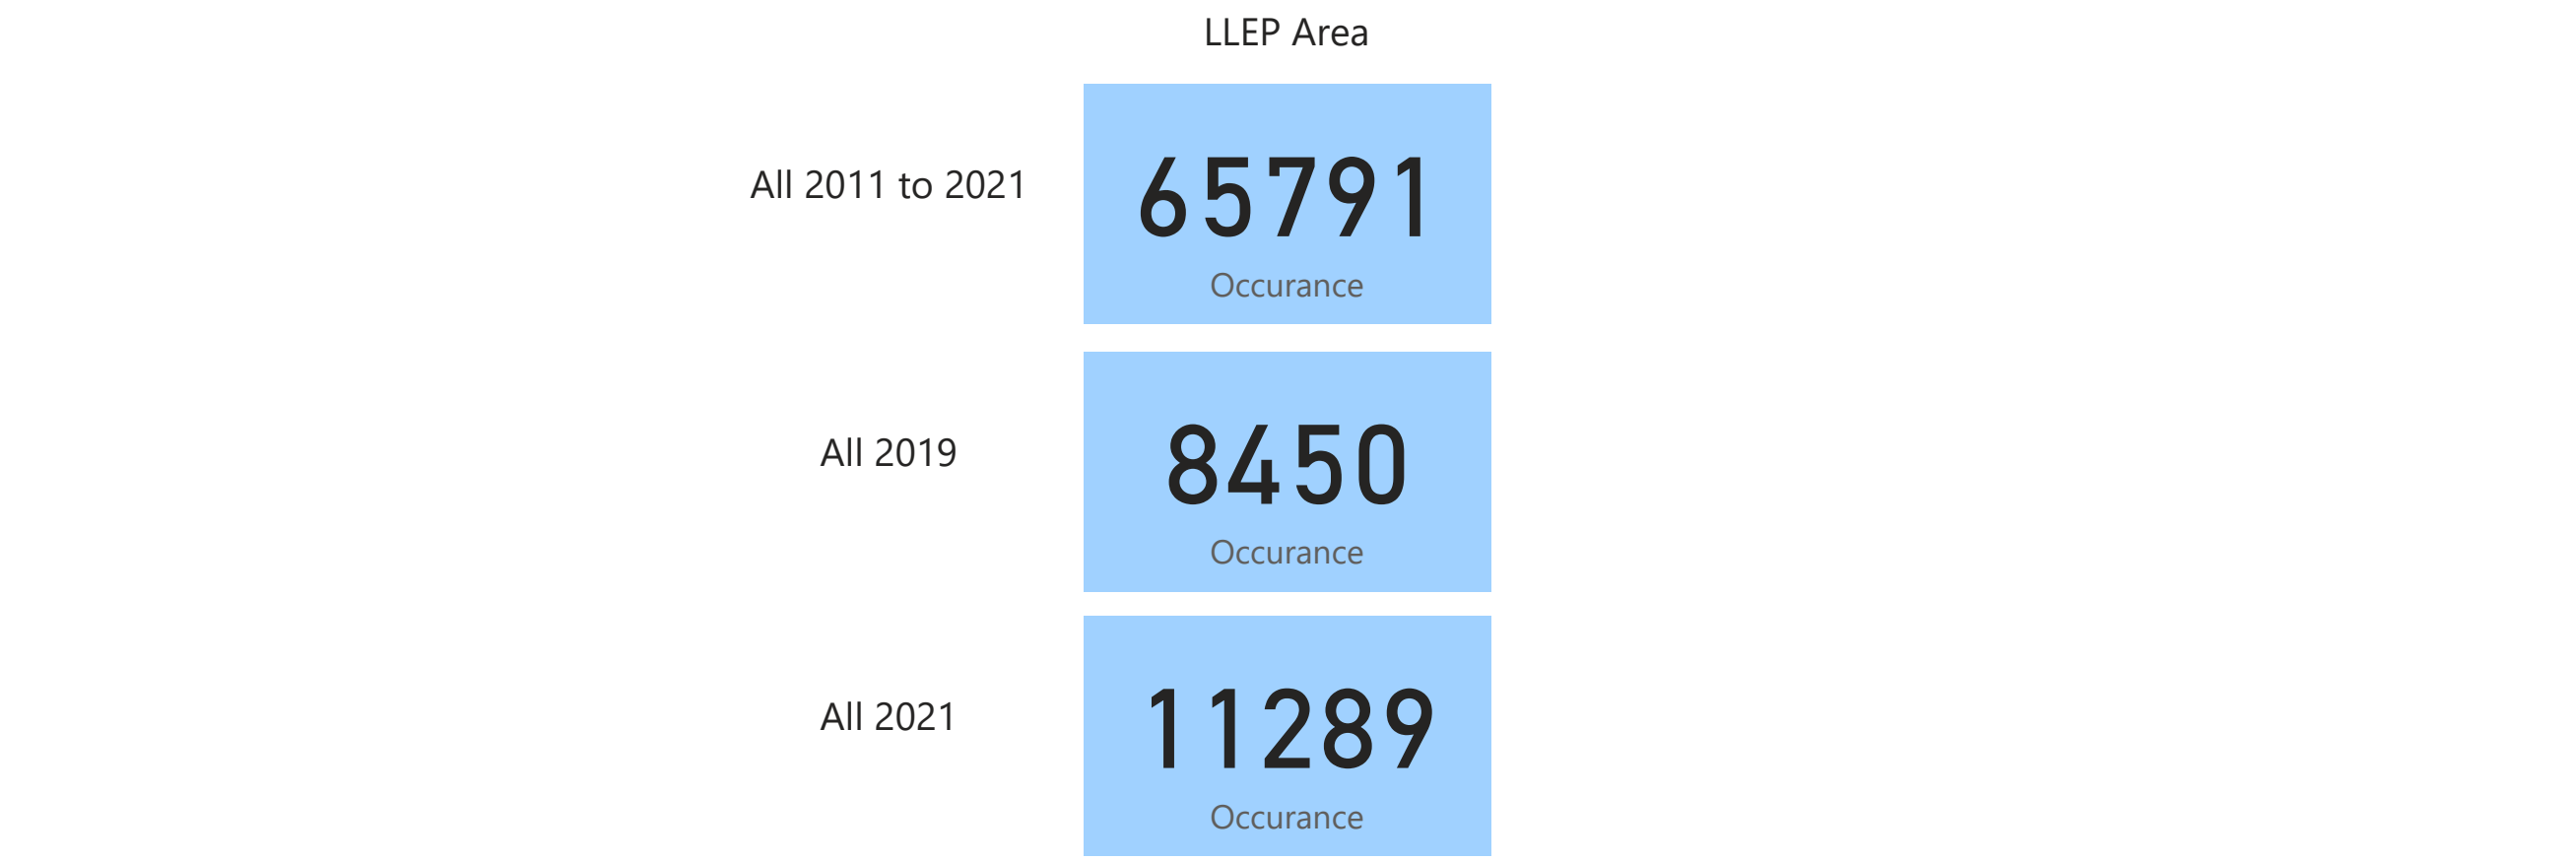 LLEP Area
All 2011 to 2021
65791
Occurance
All 2019
8450
Occurance
All 2021
11289
Occurance